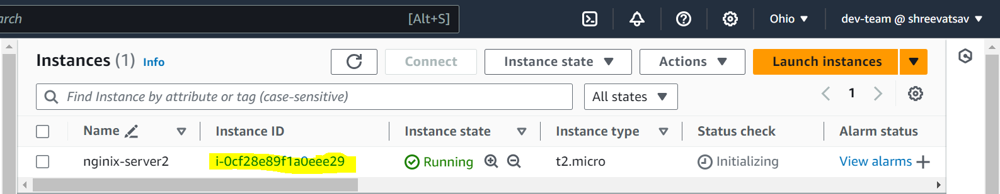 arch [Alt+S] Ohio dev-team @ shreevatsav
Instances (1) Info Connect Instance state Actions Launch instances
Find Instance by attribute or tag (case-sensitive) All states 1
Name Instance ID Instance state Instance type Status check Alarm status
nginix-server2 i-0cf28e89f1a0eee29 Running t2.micro Initializing View alarms